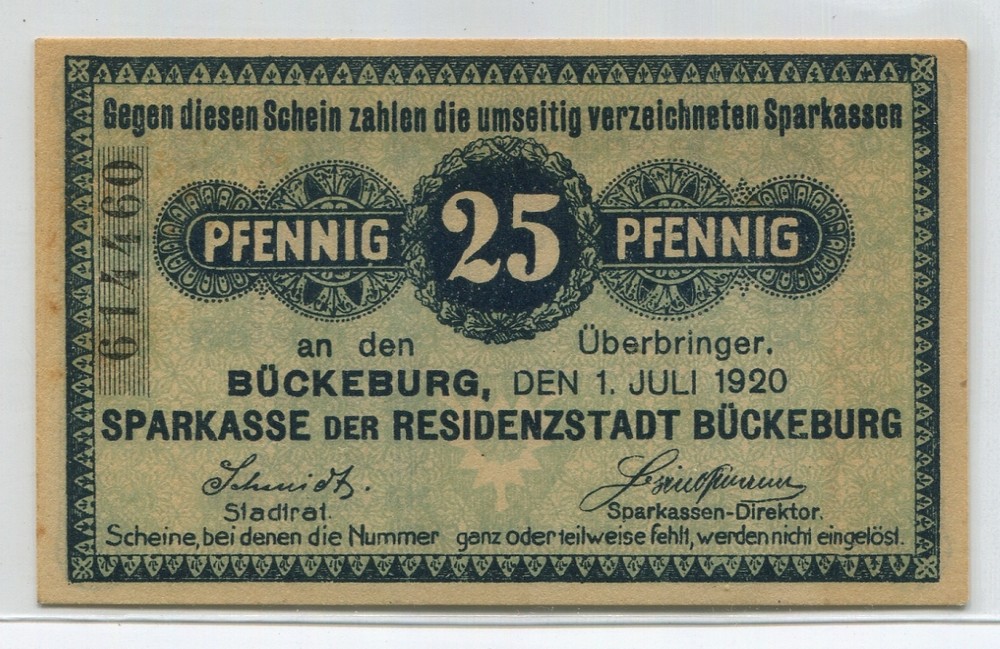 Gegen diesen Schein zahlen die umseitig verzeichneten Sparkassen
614460
PFENNIG 25 PFENNIG
an den Überbringer.
BÜCKEBURG, DEN 1. JULI 1920
SPARKASSE DER RESIDENZSTADT BÜCKEBURG
Schmidt.
Stadtrat. Sparkassen-Direktor.
Scheine, bei denen die Nummer ganz oder teilweise fehlt, werden nicht eingelöst.